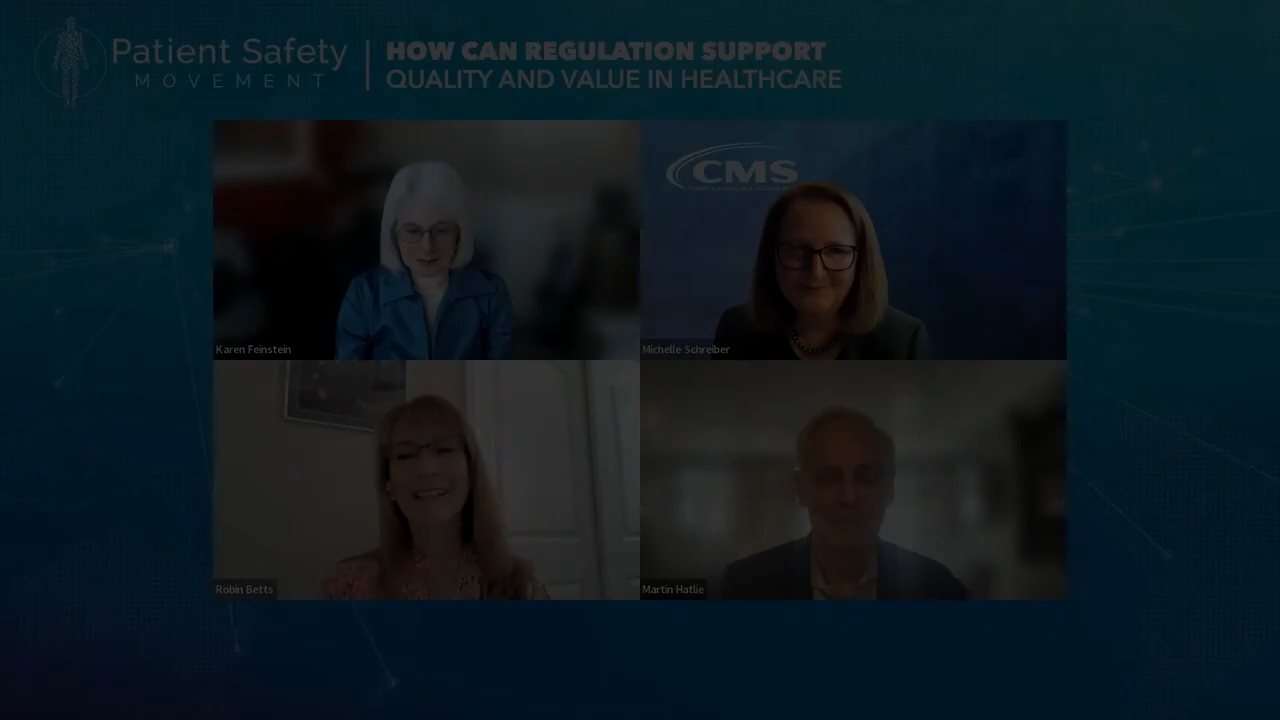 Patient Safety
MOVEMENT
HOW CAN REGULATION SUPPORT
QUALITY AND VALUE IN HEALTHCARE
CMS
Karen Feinstein
Michelle Schreiber
Robin Betts
Martin Hatlie